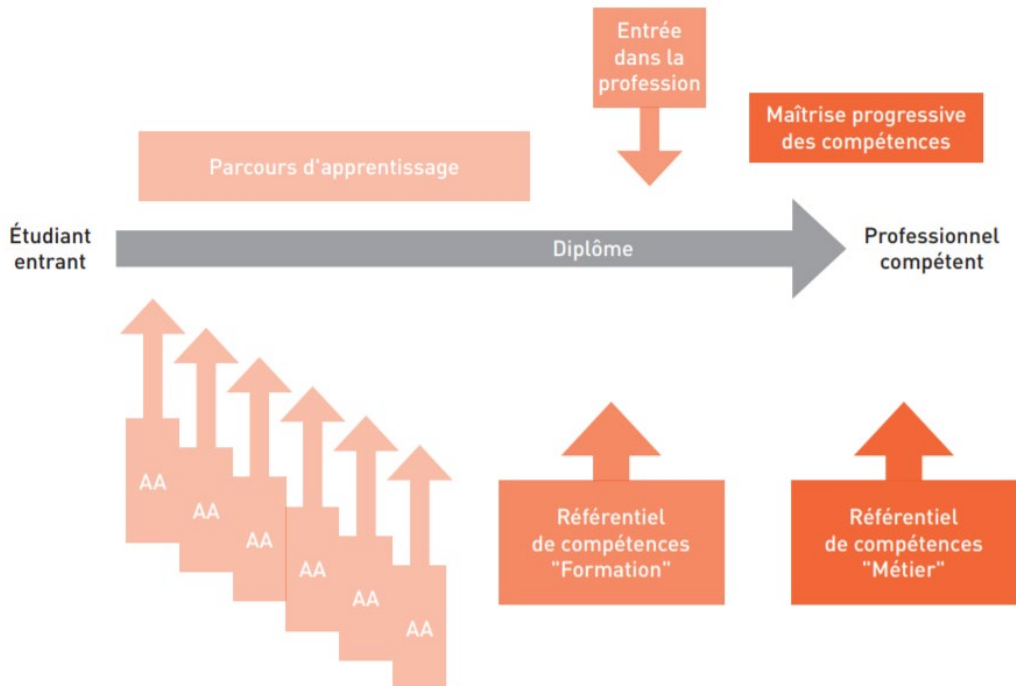 Entrée
dans la
profession
Maîtrise progressive
des compétences
Parcours d'apprentissage
Étudiant
entrant
Diplôme
Professionnel
compétent
AA
AA
AA
AA
AA
AA
Référentiel
de compétences
"Formation"
Référentiel
de compétences
"Métier"